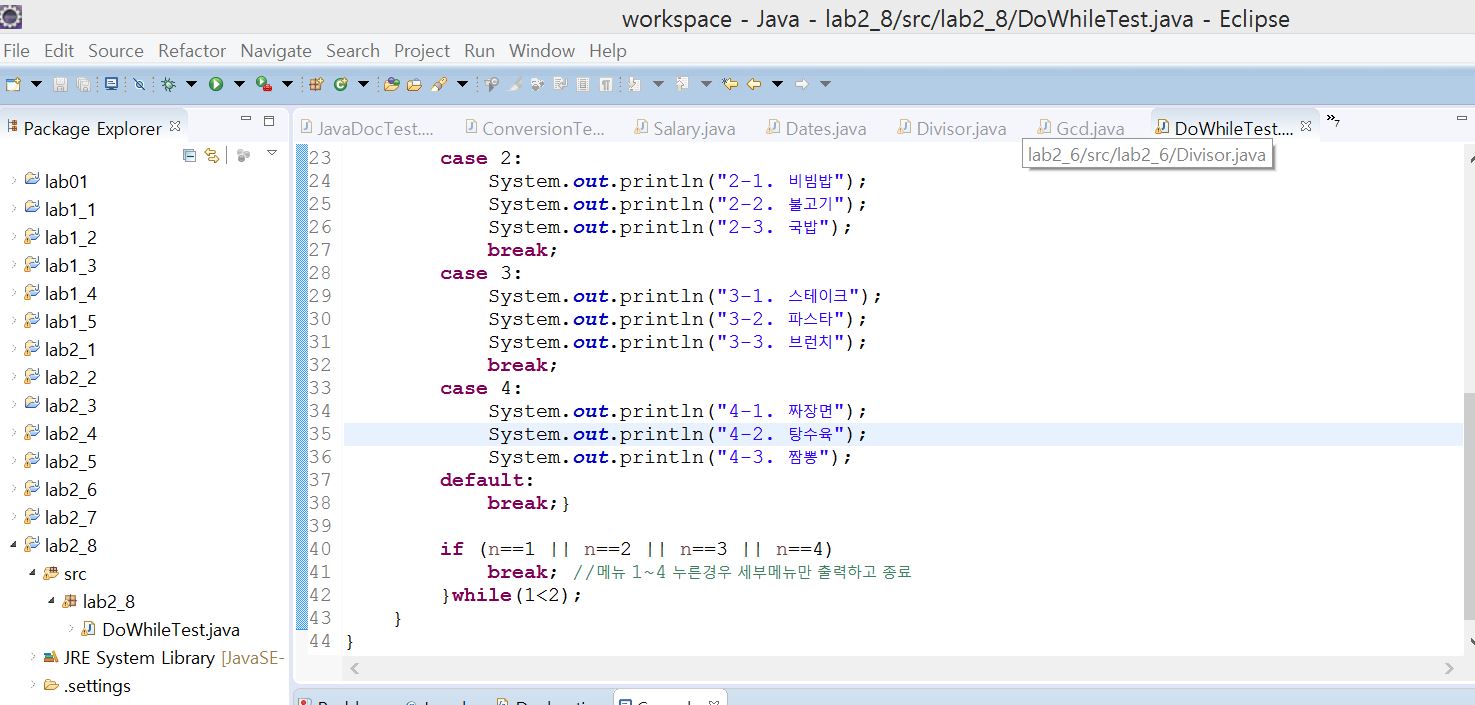 workspace - Java - lab2_8/src/lab2_8/DoWhileTest.java - Eclipse
File Edit Source Refactor Navigate Search Project Run Window Help
Package Explorer
JavaDocTest.... ConversionTe... Salary.java Dates.java Divisor.java Gcd.java DoWhileTest.... »7
lab2_6/src/lab2_6/Divisor.java
lab01
lab1_1
lab1_2
lab1_3
lab1_4
lab1_5
lab2_1
lab2_2
lab2_3
lab2_4
lab2_5
lab2_6
lab2_7
lab2_8
src
lab2_8
DoWhileTest.java
JRE System Library [JavaSE-
.settings
23 case 2:
24 System.out.println("2-1. 비빔밥");
25 System.out.println("2-2. 불고기");
26 System.out.println("2-3. 국밥");
27 break;
28 case 3:
29 System.out.println("3-1. 스테이크");
30 System.out.println("3-2. 파스타");
31 System.out.println("3-3. 브런치");
32 break;
33 case 4:
34 System.out.println("4-1. 짜장면");
35 System.out.println("4-2. 탕수육");
36 System.out.println("4-3. 짬뽕");
37 default:
38 break;}
39
40 if (n==1 || n==2 || n==3 || n==4)
41 break; //메뉴 1~4 누른경우 세부메뉴만 출력하고 종료
42 }while(1<2);
43 }
44 }